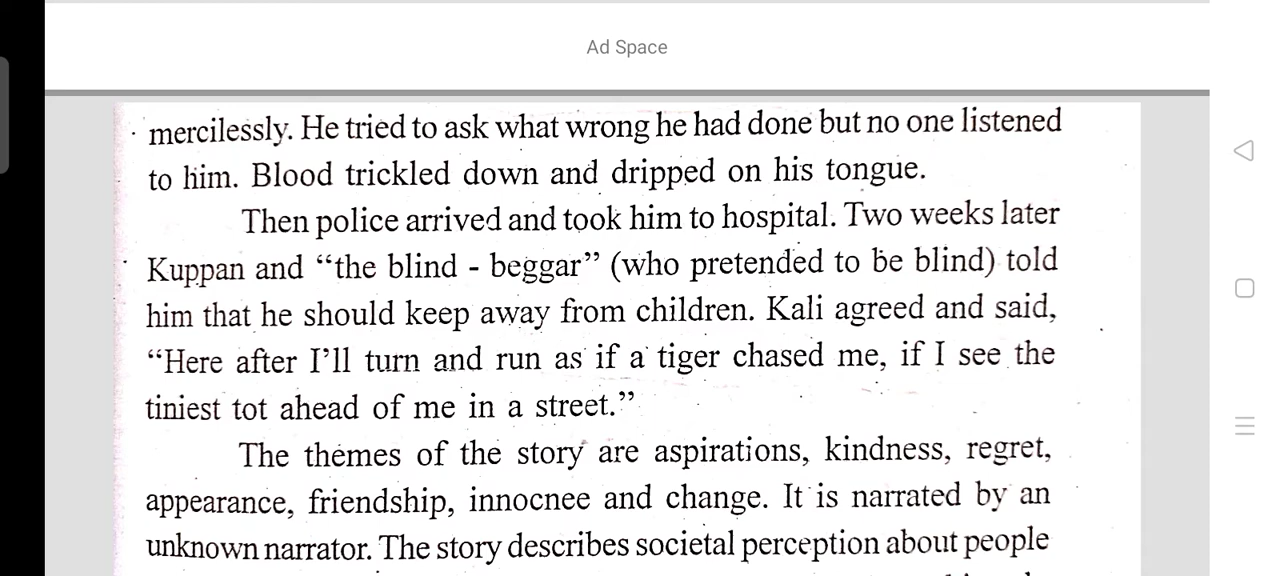 Ad Space
mercilessly. He tried to ask what wrong he had done but no one listened
to him. Blood trickled down and dripped on his tongue.
Then police arrived and took him to hospital. Two weeks later
Kuppan and “the blind - beggar” (who pretended to be blind) told
him that he should keep away from children. Kali agreed and said,
“Here after I’ll turn and run as if a tiger chased me, if I see the
tiniest tot ahead of me in a street.”
The themes of the story are aspirations, kindness, regret,
appearance, friendship, innocnee and change. It is narrated by an
unknown narrator. The story describes societal perception about people